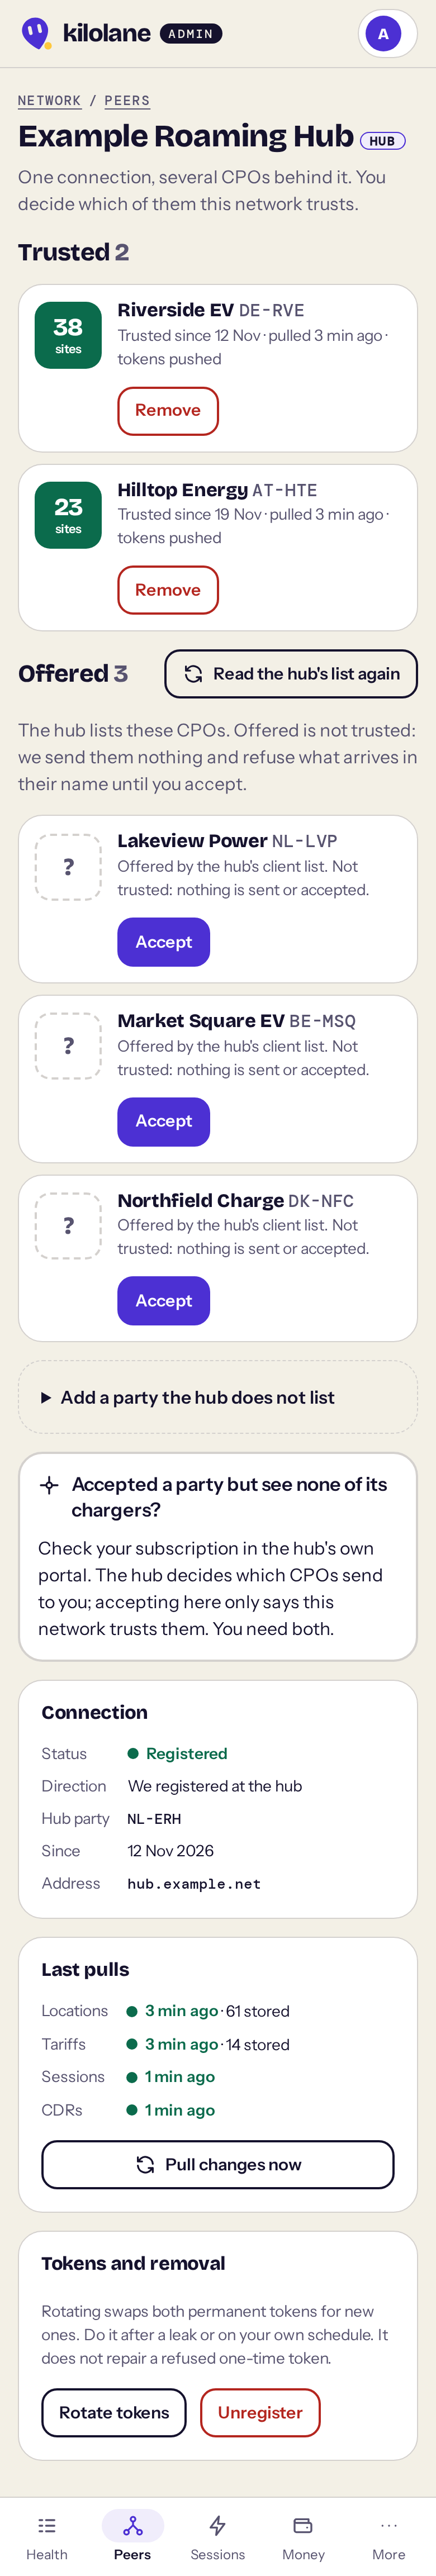 kilolane ADMIN
A
NETWORK / PEERS
Example Roaming Hub HUB
One connection, several CPOs behind it. You
decide which of them this network trusts.
Trusted 2
38
sites
Riverside EV DE-RVE
Trusted since 12 Nov · pulled 3 min ago ·
tokens pushed
Remove
23
sites
Hilltop Energy AT-HTE
Trusted since 19 Nov · pulled 3 min ago ·
tokens pushed
Remove
Offered 3
Read the hub's list again
The hub lists these CPOs. Offered is not trusted:
we send them nothing and refuse what arrives in
their name until you accept.
?
Lakeview Power NL-LVP
Offered by the hub's client list. Not
trusted: nothing is sent or accepted.
Accept
?
Market Square EV BE-MSQ
Offered by the hub's client list. Not
trusted: nothing is sent or accepted.
Accept
?
Northfield Charge DK-NFC
Offered by the hub's client list. Not
trusted: nothing is sent or accepted.
Accept
Add a party the hub does not list
Accepted a party but see none of its
chargers?
Check your subscription in the hub's own
portal. The hub decides which CPOs send
to you; accepting here only says this
network trusts them. You need both.
Connection
Status Registered
Direction We registered at the hub
Hub party NL-ERH
Since 12 Nov 2026
Address hub.example.net
Last pulls
Locations 3 min ago · 61 stored
Tariffs 3 min ago · 14 stored
Sessions 1 min ago
CDRs 1 min ago
Pull changes now
Tokens and removal
Rotating swaps both permanent tokens for new
ones. Do it after a leak or on your own schedule. It
does not repair a refused one-time token.
Rotate tokens Unregister
Health Peers Sessions Money More